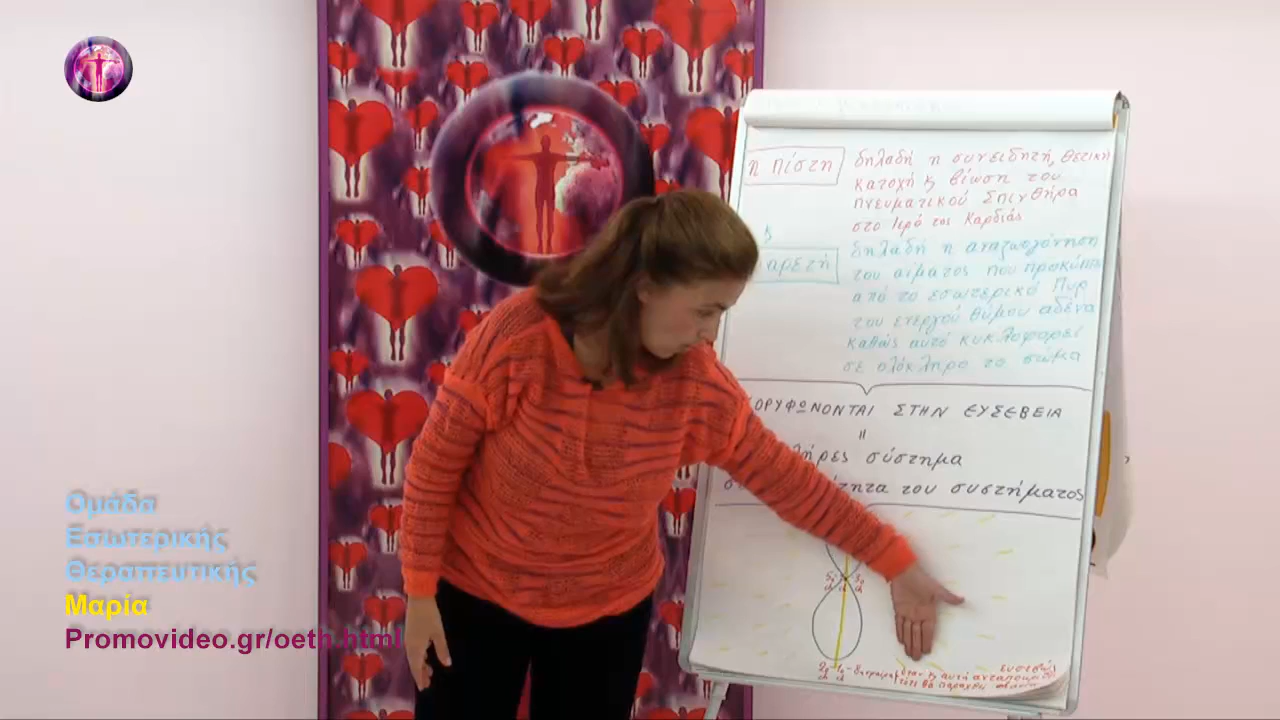 η πίστη
δηλαδή η συνειδητή, θετική
κατοχή & βίωση του
πνευματικού Σπινθήρα
στο Ιερό της Καρδιάς
&
αρετή
δηλαδή η αναζωογόνηση
του αίματος που προκύπτει
από το εσωτερικό Πυρ
του ενεργού θύμου αδένα
καθώς αυτό κυκλοφορεί
σε ολόκληρο το σώμα
ΚΟΡΥΦΩΝΟΝΤΑΙ ΣΤΗΝ ΕΥΣΕΒΕΙΑ
=
σύστημα
του συστήματος
Ομάδα
Εσωτερικής
Θεραπευτικής
Μαρία
Promovideo.gr/oeth.html